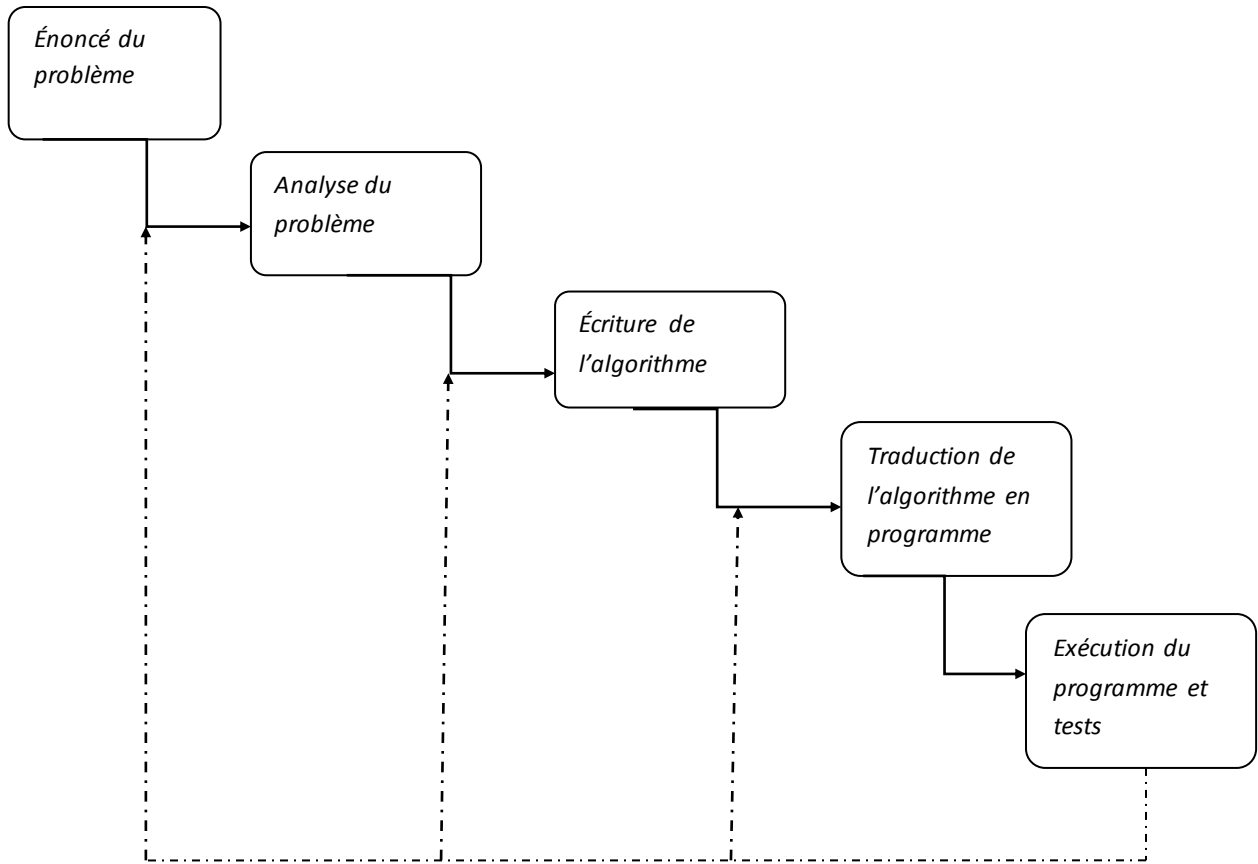 Énoncé du
problème
Analyse du
problème
Écriture de
l’algorithme
Traduction de
l’algorithme en
programme
Exécution du
programme et
tests